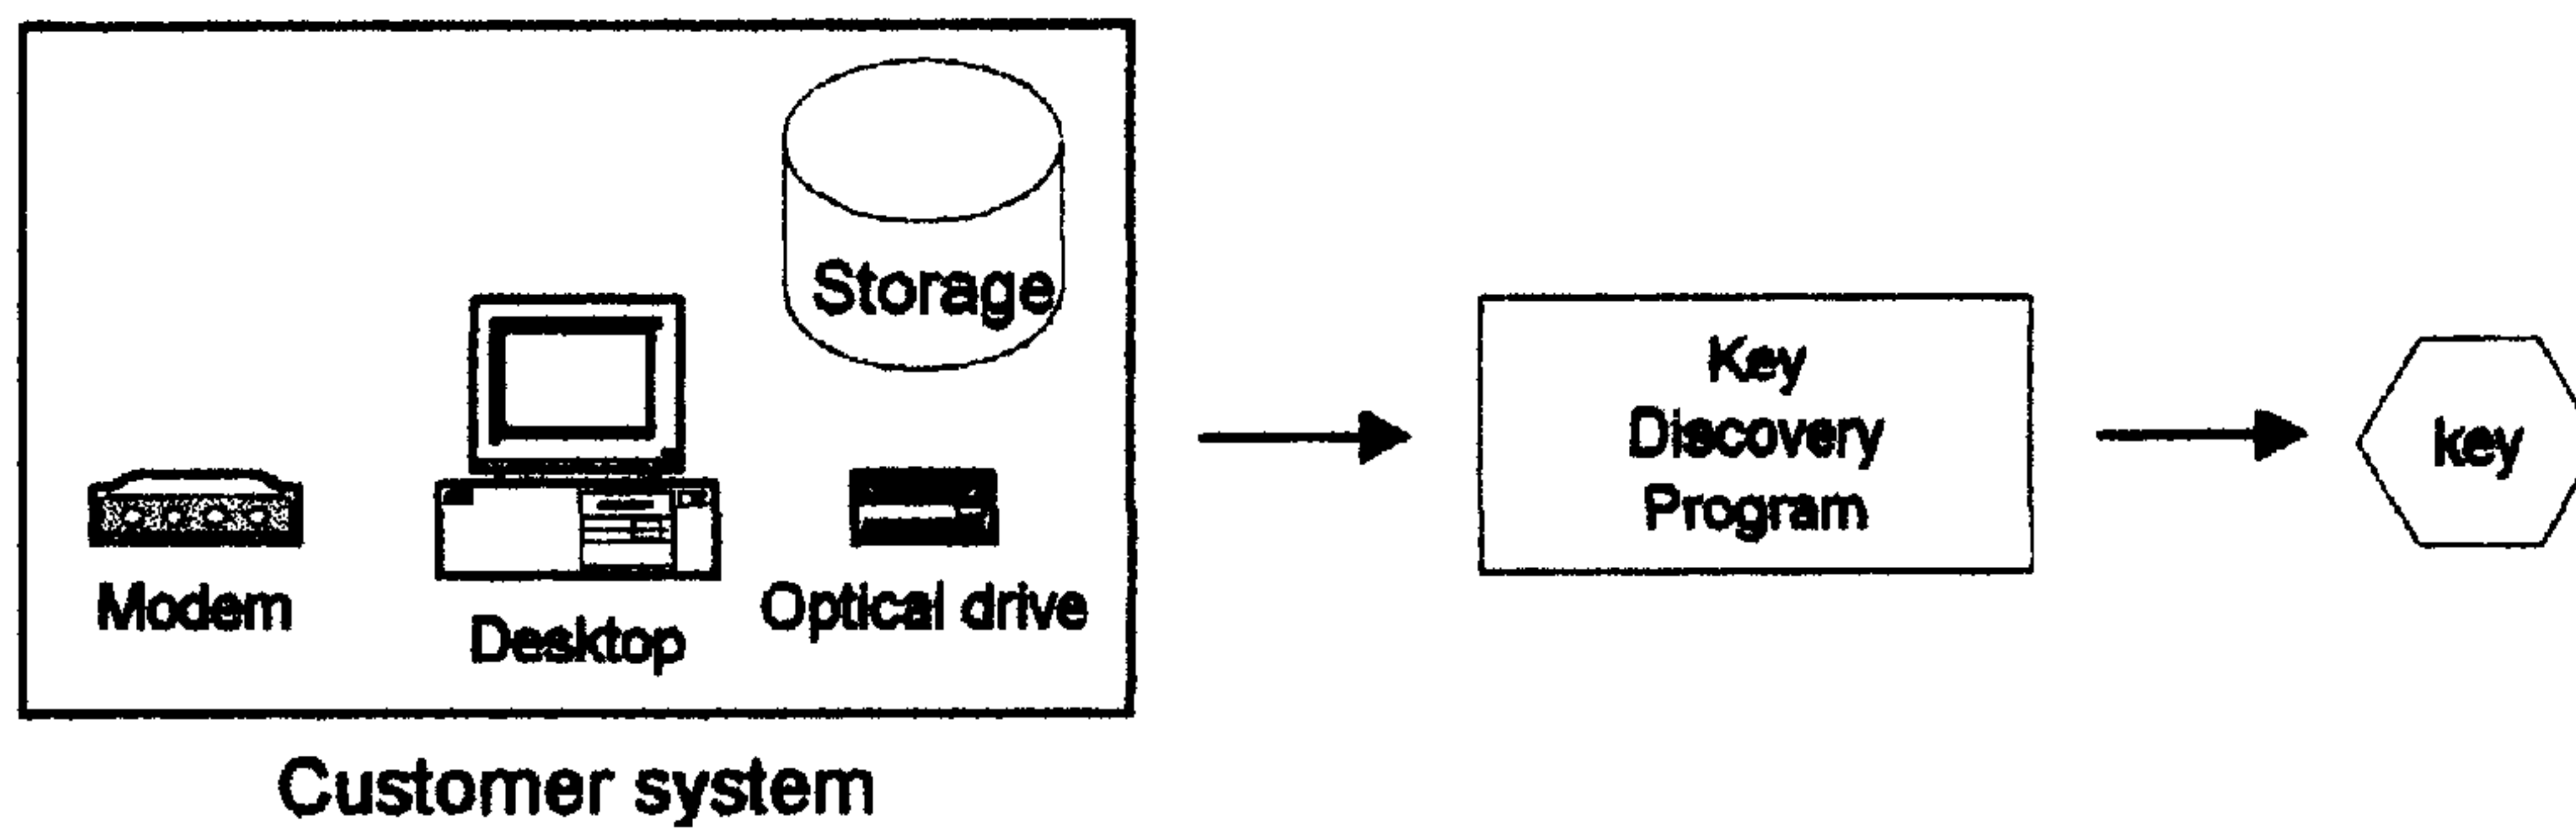 Storage
Modem
Desktop
Optical drive
Customer system
Key
Discovery
Program
key